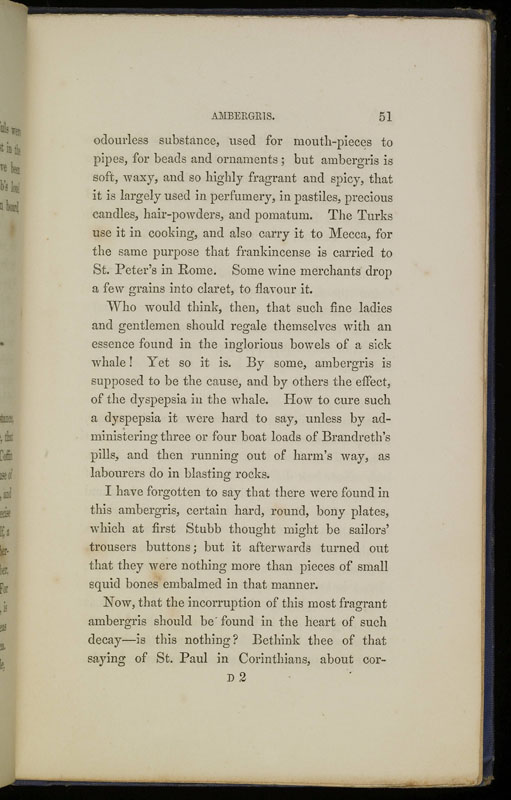 AMBERGRIS. 51
odourless substance, used for mouth-pieces to
pipes, for beads and ornaments; but ambergris is
soft, waxy, and so highly fragrant and spicy, that
it is largely used in perfumery, in pastiles, precious
candles, hair-powders, and pomatum. The Turks
use it in cooking, and also carry it to Mecca, for
the same purpose that frankincense is carried to
St. Peter's in Rome. Some wine merchants drop
a few grains into claret, to flavour it.
Who would think, then, that such fine ladies
and gentlemen should regale themselves with an
essence found in the inglorious bowels of a sick
whale! Yet so it is. By some, ambergris is
supposed to be the cause, and by others the effect,
of the dyspepsia in the whale. How to cure such
a dyspepsia it were hard to say, unless by ad-
ministering three or four boat loads of Brandreth's
pills, and then running out of harm's way, as
labourers do in blasting rocks.
I have forgotten to say that there were found in
this ambergris, certain hard, round, bony plates,
which at first Stubb thought might be sailors'
trousers buttons; but it afterwards turned out
that they were nothing more than pieces of small
squid bones embalmed in that manner.
Now, that the incorruption of this most fragrant
ambergris should be found in the heart of such
decay—is this nothing? Bethink thee of that
saying of St. Paul in Corinthians, about cor-
D 2